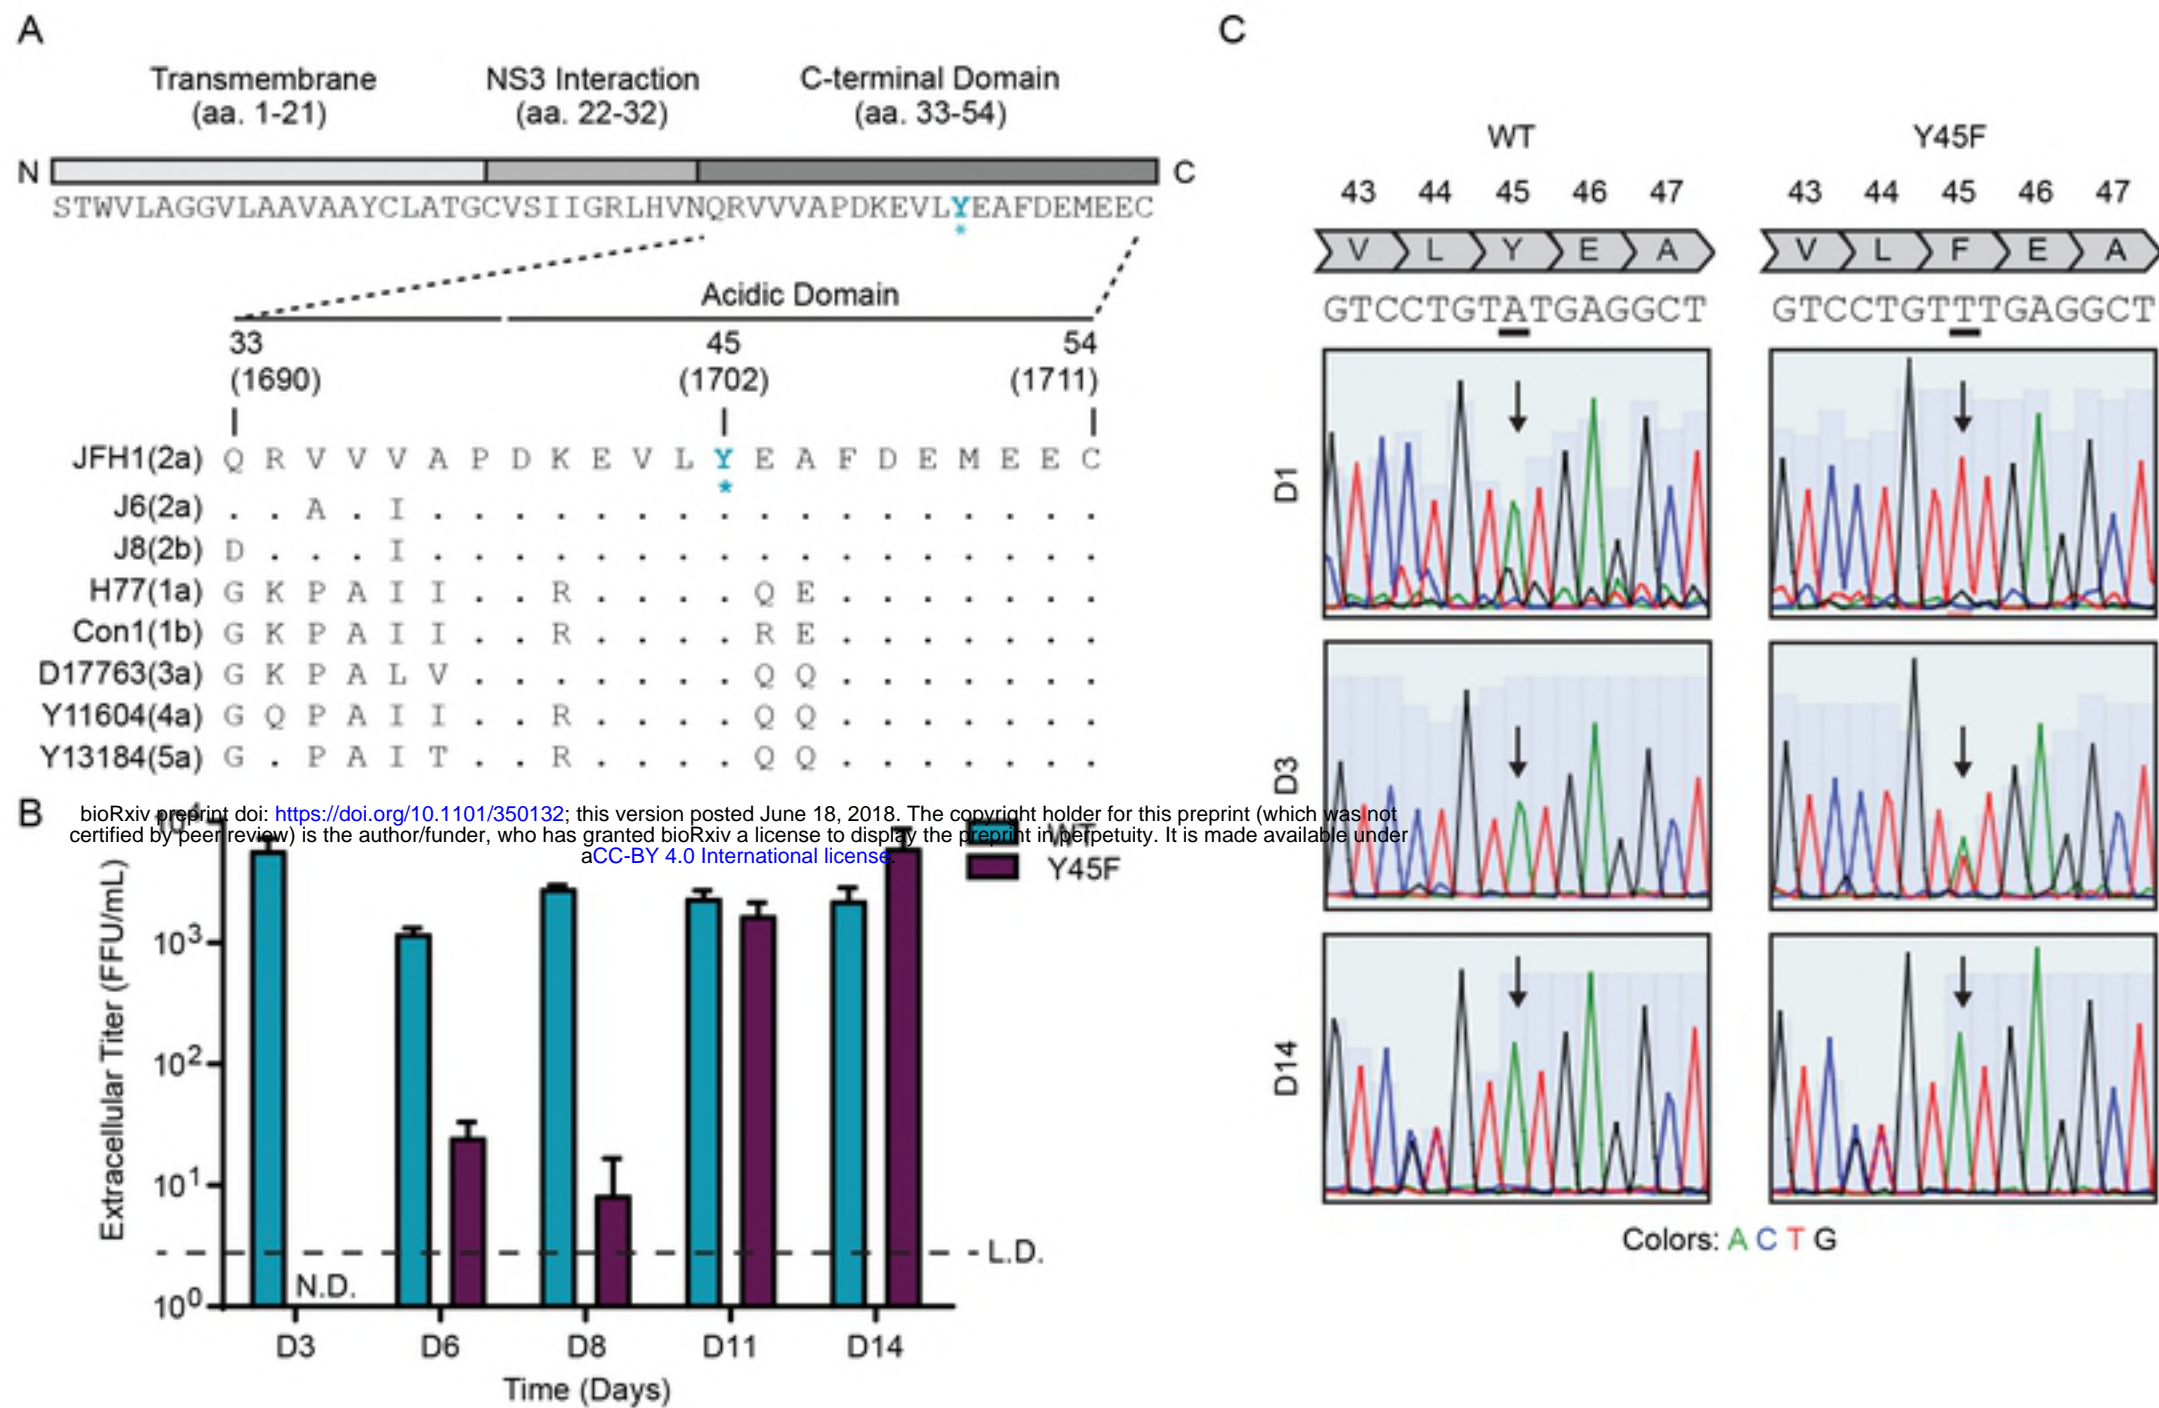 A
Transmembrane
(aa. 1-21)
NS3 Interaction
(aa. 22-32)
C-terminal Domain
(aa. 33-54)
N
C
STWVLAGGVLAAVAAYCLATGCVSIIGRLHVNQRVVVAPDKEVLYEAFDEMEEC
*
Acidic Domain
33 45 54
(1690) (1702) (1711)
JFH1(2a) Q R V V V A P D K E V L Y E A F D E M E E C
*
J6(2a) . . A . I . . . . . . . . . . . . . . . . .
J8(2b) D . . . I . . . . . . . . . . . . . . . . .
H77(1a) G K P A I I . . R . . . . Q E . . . . . . .
Con1(1b) G K P A I I . . R . . . . R E . . . . . . .
D17763(3a) G K P A L V . . . . . . . Q Q . . . . . . .
Y11604(4a) G Q P A I I . . R . . . . Q Q . . . . . . .
Y13184(5a) G . P A I T . . R . . . . Q Q . . . . . . .
B
bioRxiv preprint doi: https://doi.org/10.1101/350132; this version posted June 18, 2018. The copyright holder for this preprint (which was not
certified by peer review) is the author/funder, who has granted bioRxiv a license to display the preprint in perpetuity. It is made available under
aCC-BY 4.0 International license.
WT
Y45F
Extracellular Titer (FFU/mL)
10⁴
10³
10²
10¹
10⁰
N.D.
L.D.
D3 D6 D8 D11 D14
Time (Days)
C
WT
43 44 45 46 47
V L Y E A
GTCCTGTATGAGGCT
Y45F
43 44 45 46 47
V L F E A
GTCCTGTTTGAGGCT
D1
D3
D14
Colors: A C T G